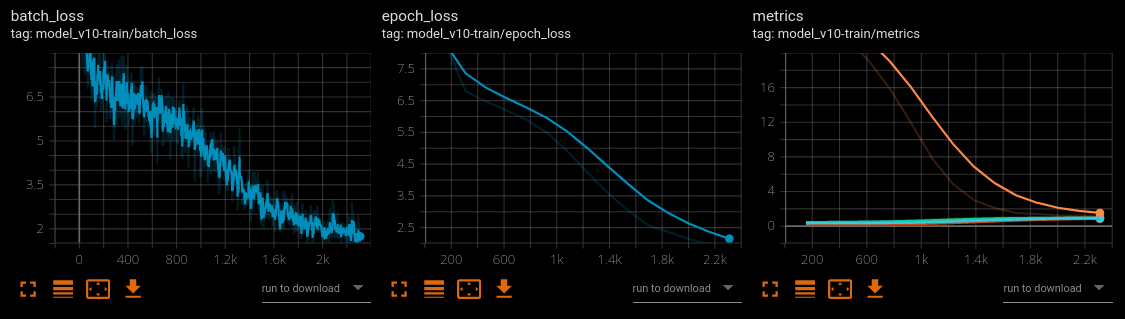 batch_loss
tag: model_v10-train/batch_loss
6.5
5
3.5
2
0 400 800 1.2k 1.6k 2k
run to download
epoch_loss
tag: model_v10-train/epoch_loss
7.5
6.5
5.5
4.5
3.5
2.5
200 600 1k 1.4k 1.8k 2.2k
run to download
metrics
tag: model_v10-train/metrics
16
12
8
4
0
200 600 1k 1.4k 1.8k 2.2k
run to download